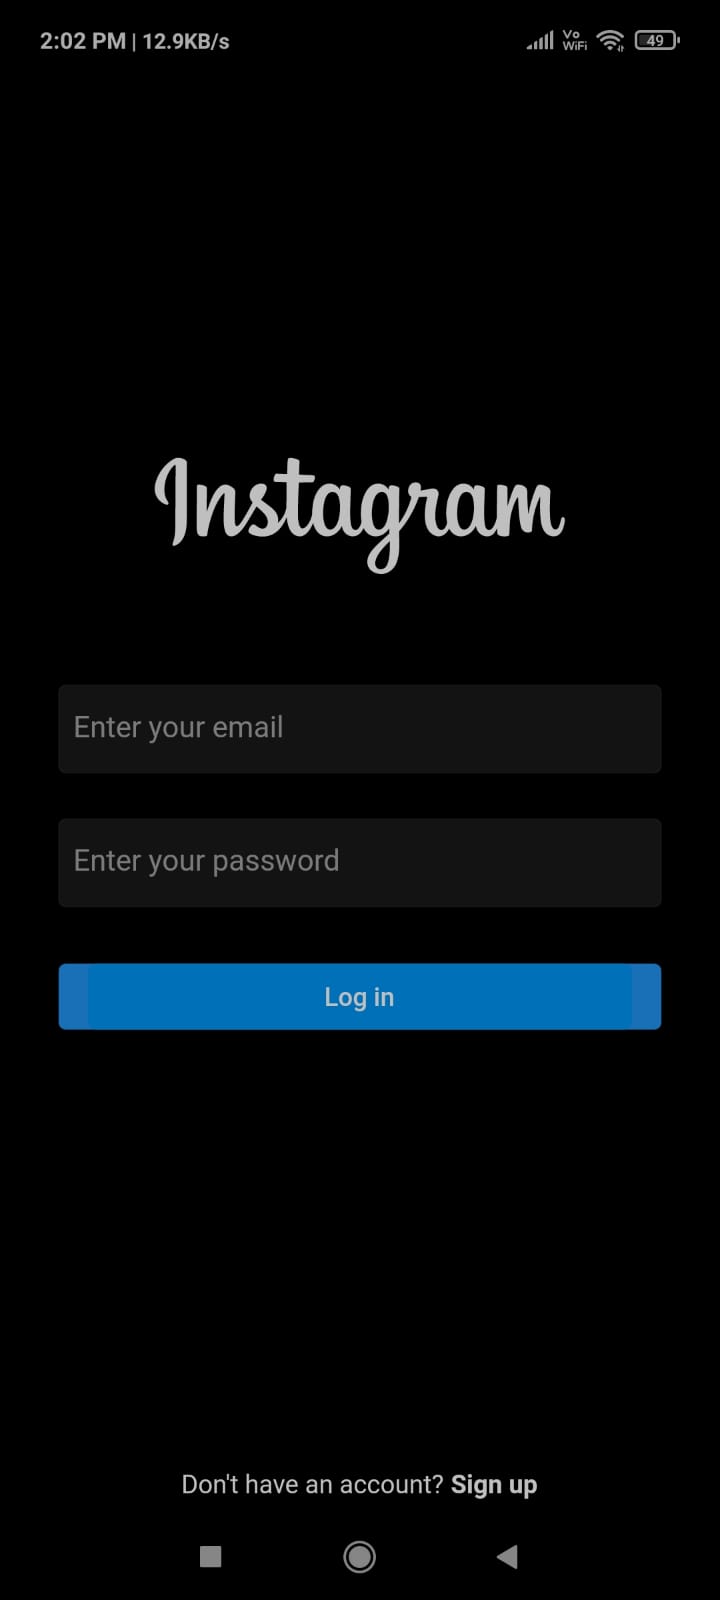 2:02 PM | 12.9KB/s Vo WiFi 49
Instagram
Enter your email
Enter your password
Log in
Don't have an account? Sign up